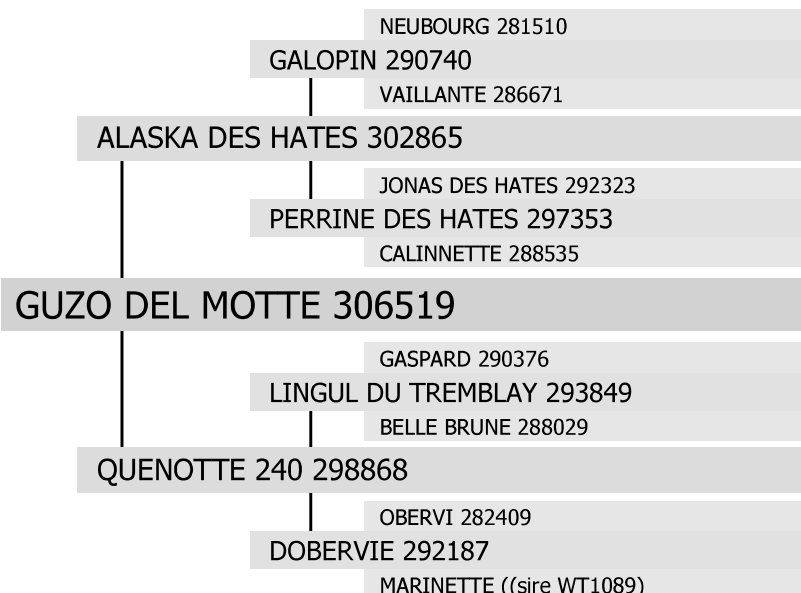 NEUBOURG 281510
GALOPIN 290740
VAILLANTE 286671
ALASKA DES HATES 302865
JONAS DES HATES 292323
PERRINE DES HATES 297353
CALINNETTE 288535
GUZO DEL MOTTE 306519
GASPARD 290376
LINGUL DU TREMBLAY 293849
BELLE BRUNE 288029
QUENOTTE 240 298868
OBERVI 282409
DOBERVIE 292187
MARINETTE ((sire WT1089)